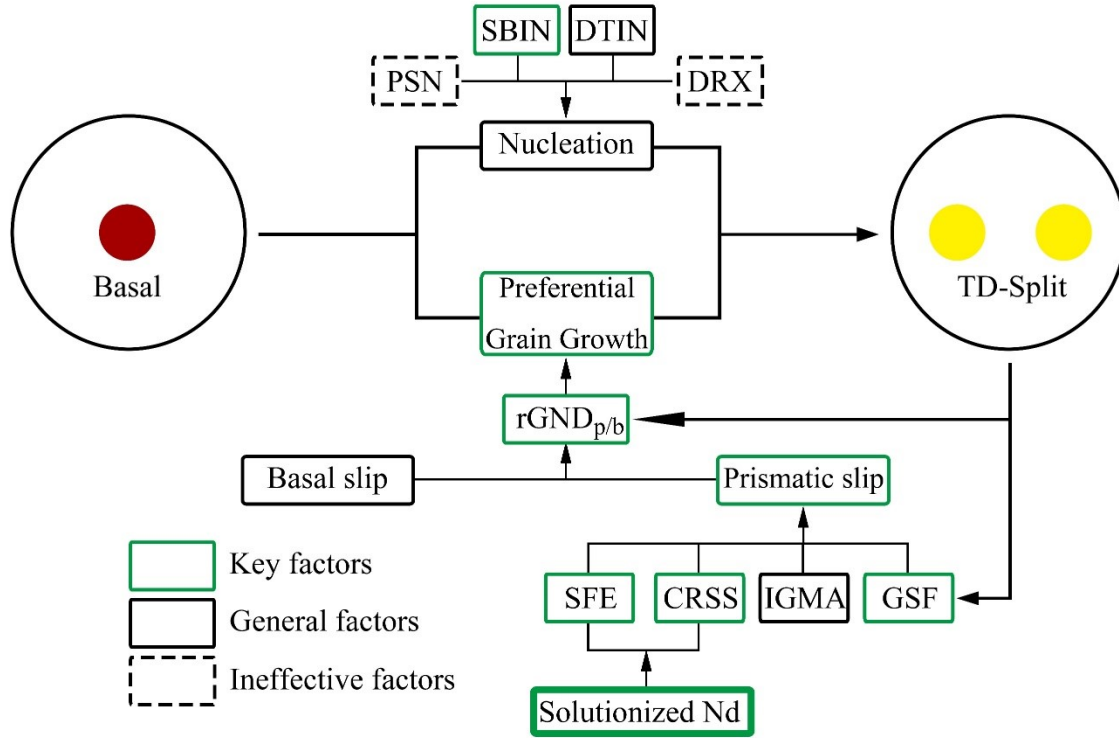 SBIN
DTIN
PSN
DRX
Nucleation
Basal
TD-Split
Preferential
Grain Growth
rGNDp/b
Basal slip
Prismatic slip
Key factors
General factors
Ineffective factors
SFE
CRSS
IGMA
GSF
Solutionized Nd